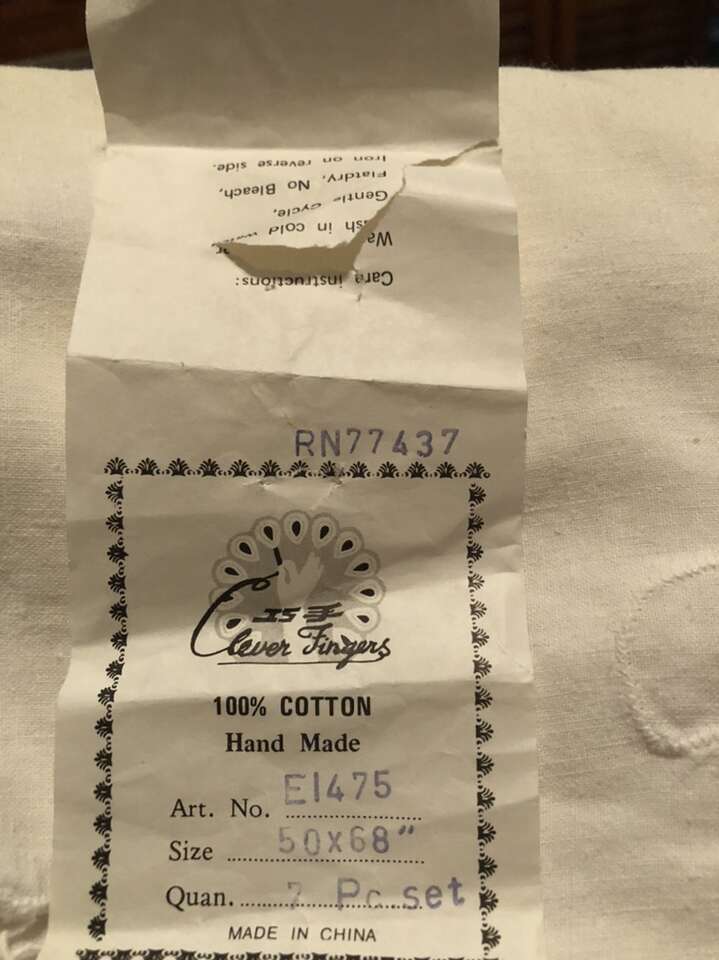 Care instructions:
Wash in cold
Gentle cycle,
Flatdry, No Bleach,
Iron on reverse side.
RN77437
巧手
Clever Fingers
100% COTTON
Hand Made
Art. No. E1475
Size 50x68"
Quan. 7 Pc. set
MADE IN CHINA